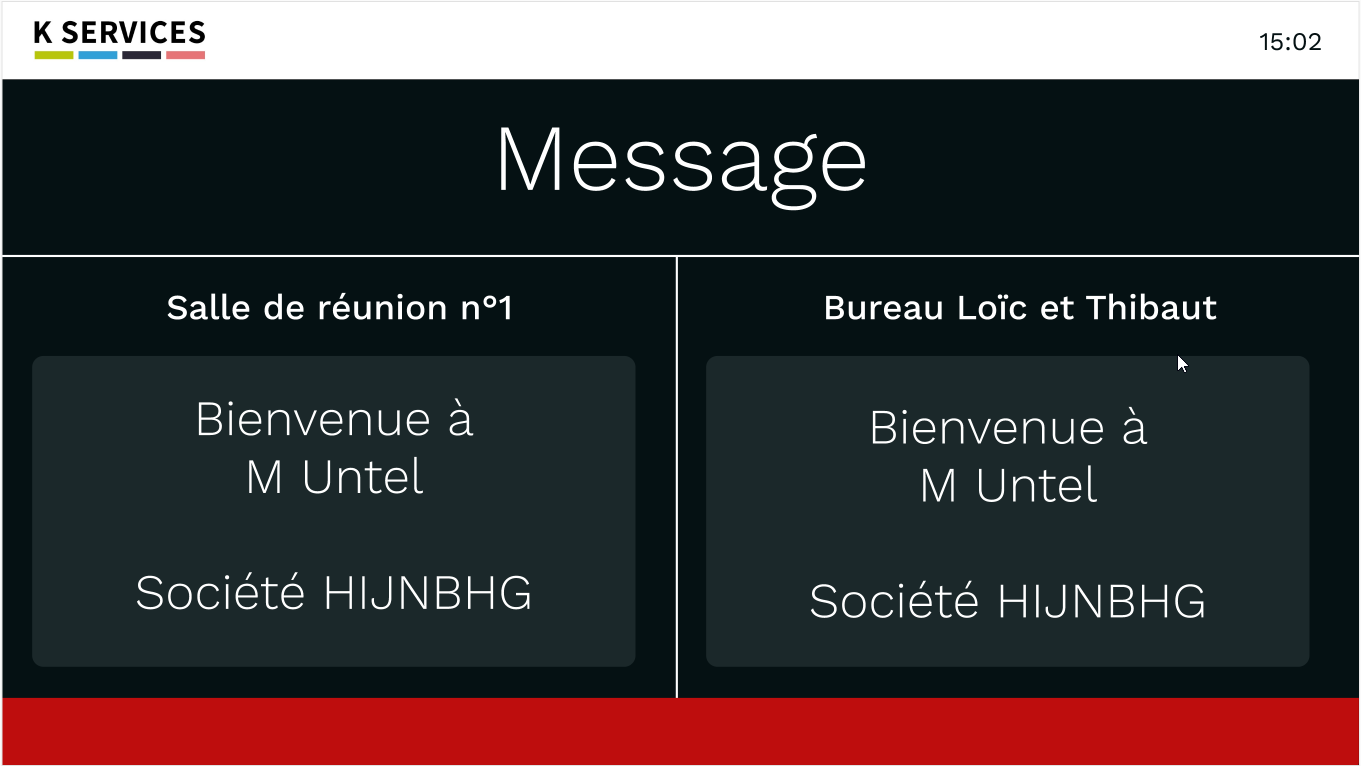 K SERVICES
15:02
Message
Salle de réunion n°1
Bienvenue à
M Untel
Société HIJNBHG
Bureau Loïc et Thibaut
Bienvenue à
M Untel
Société HIJNBHG